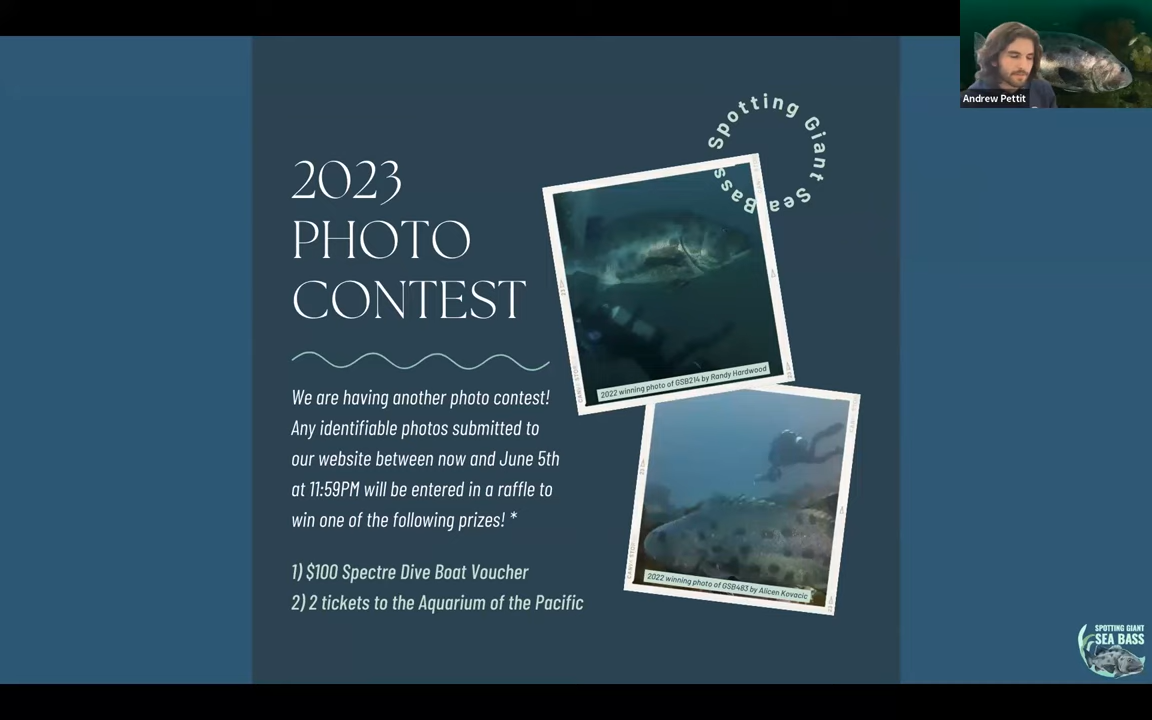 Andrew Pettit
Spotting Giant Sea Bass
2023
PHOTO
CONTEST
We are having another photo contest!
Any identifiable photos submitted to
our website between now and June 5th
at 11:59PM will be entered in a raffle to
win one of the following prizes! *
1) $100 Spectre Dive Boat Voucher
2) 2 tickets to the Aquarium of the Pacific
2022 winning photo of GSB214 by Randy Hardwood
2022 winning photo of GSB483 by Alicen Kovacic
SPOTTING GIANT
SEA BASS